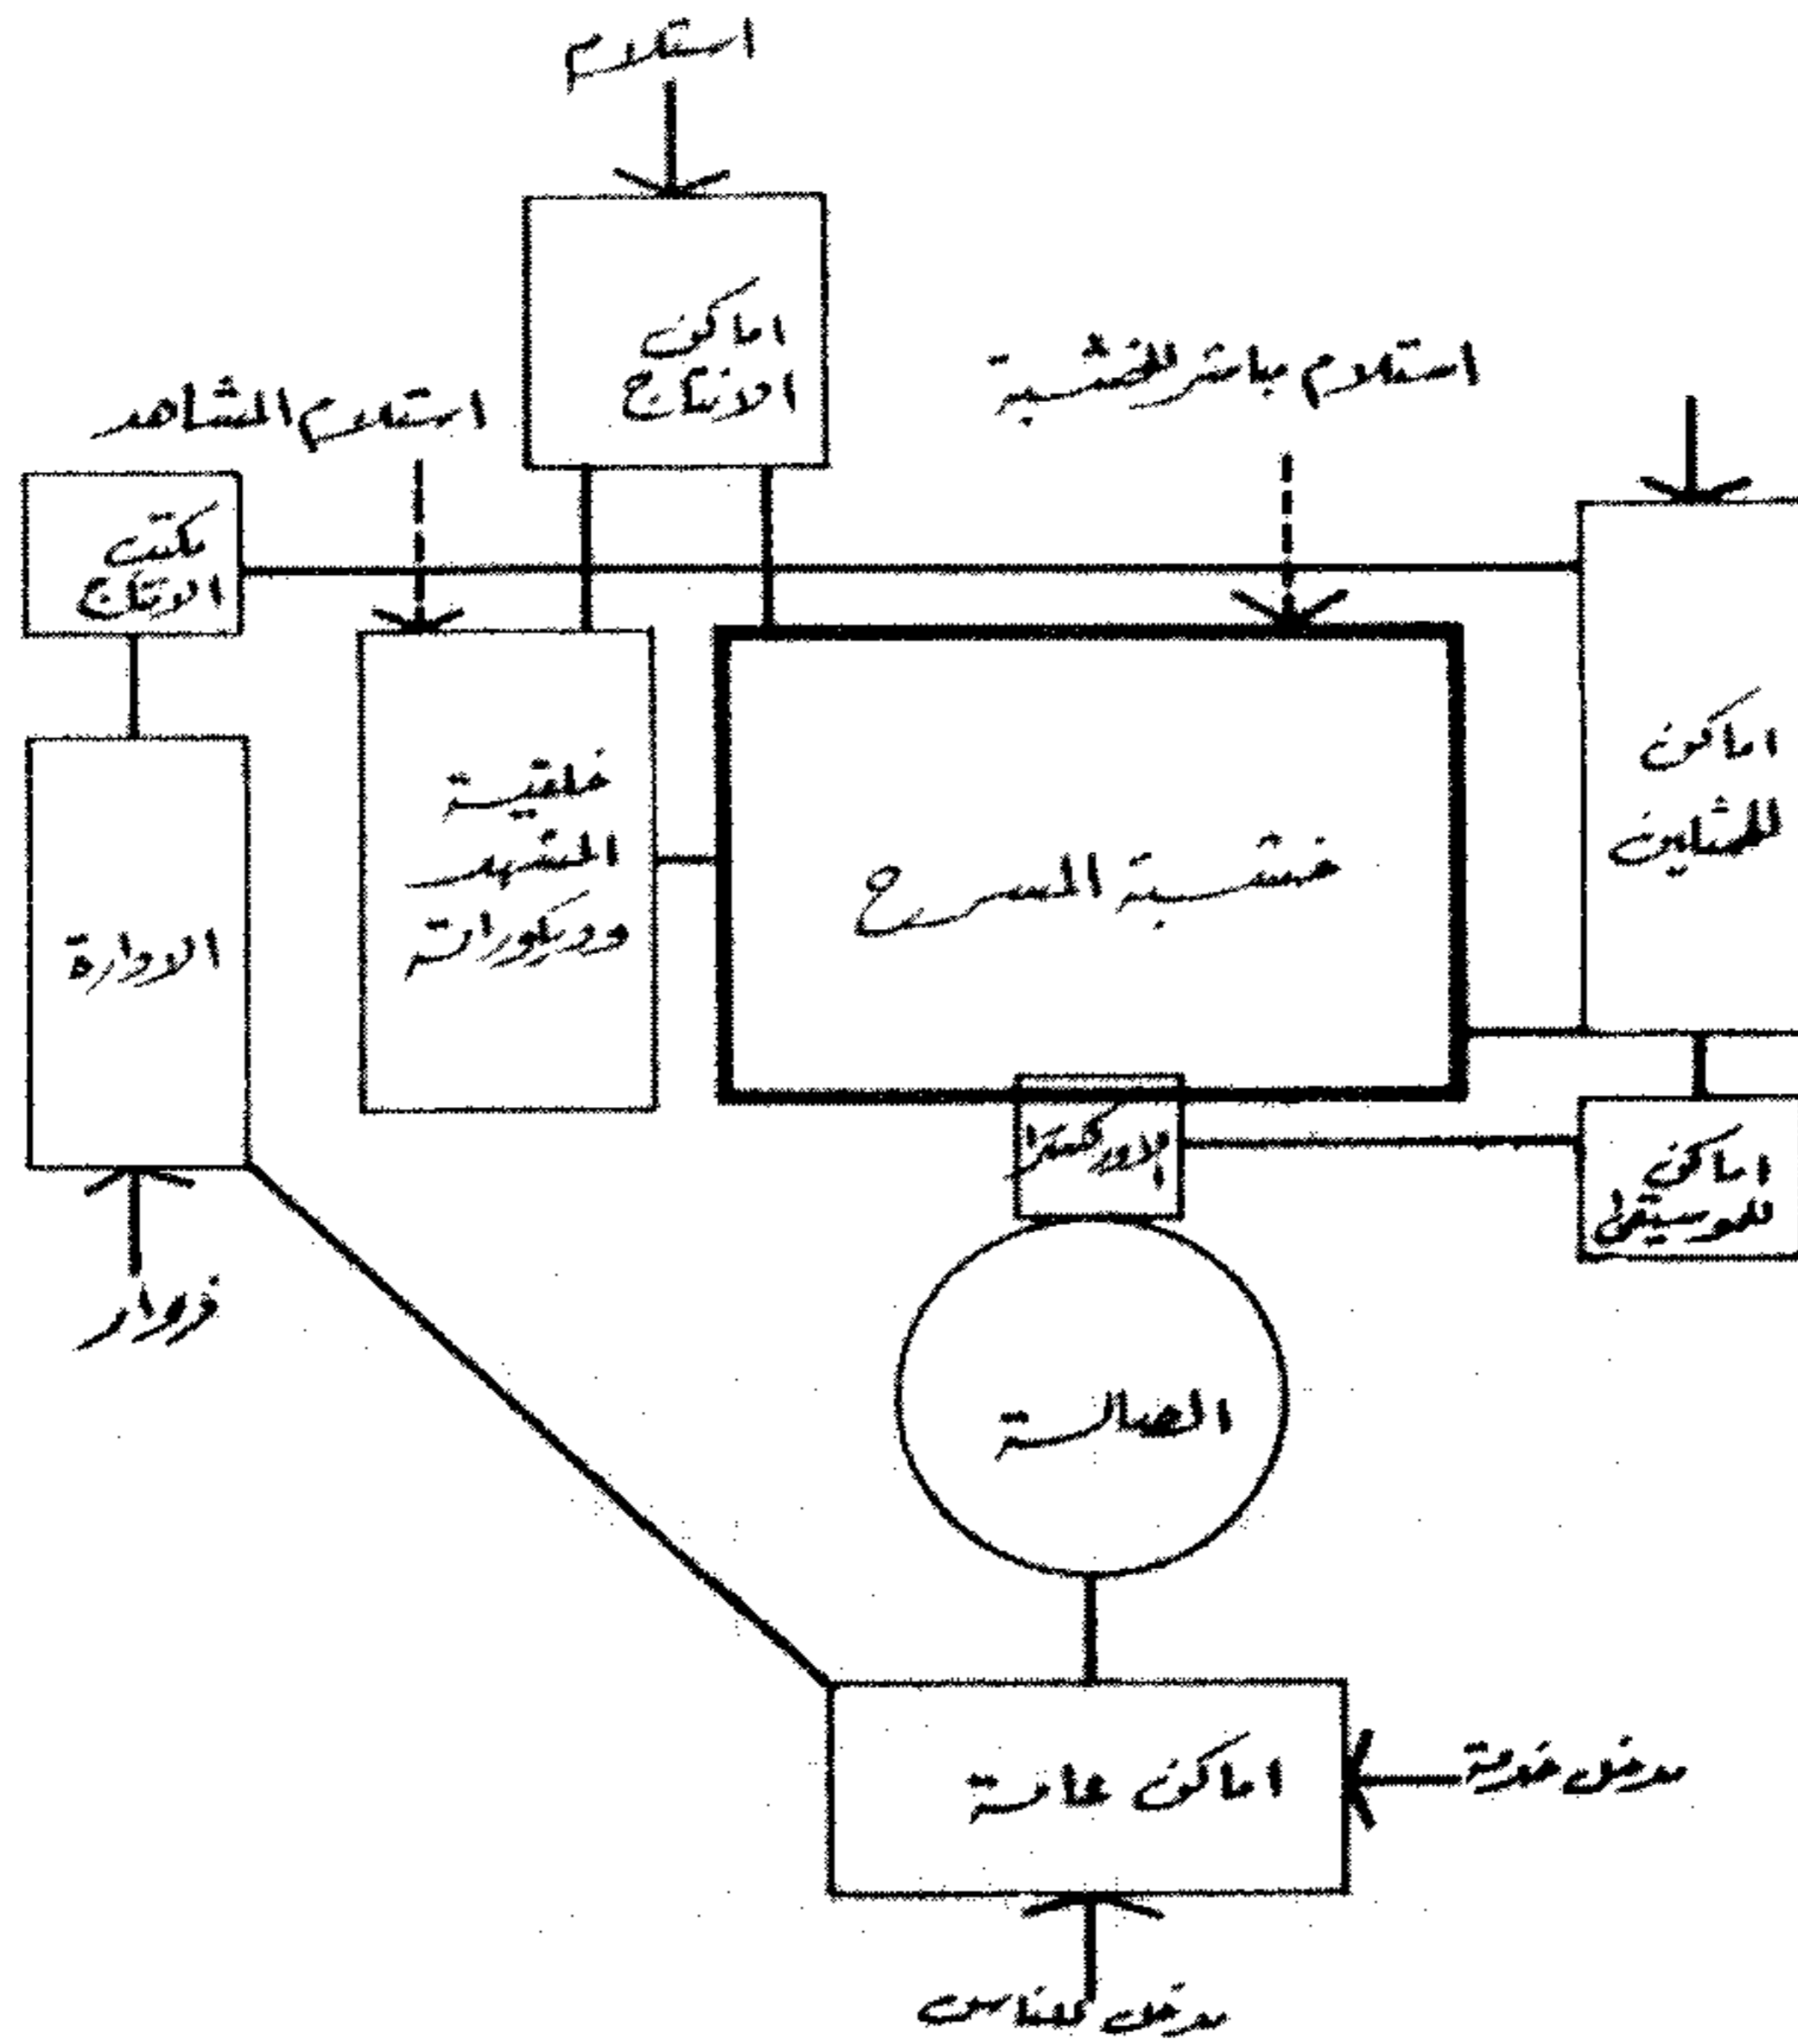 استلام
اماكن
الانتاج
استلام مباشر للخشبة
استلام المشاهد
مكتب
الانتاج
اماكن
للممثلين
خلفية
المشهد
وديكورات
خشبة المسرح
الادارة
الاوركسترا
اماكن
للموسيقى
زوار
الصالة
اماكن عامة
مدخل خدمة
مدخل للناس